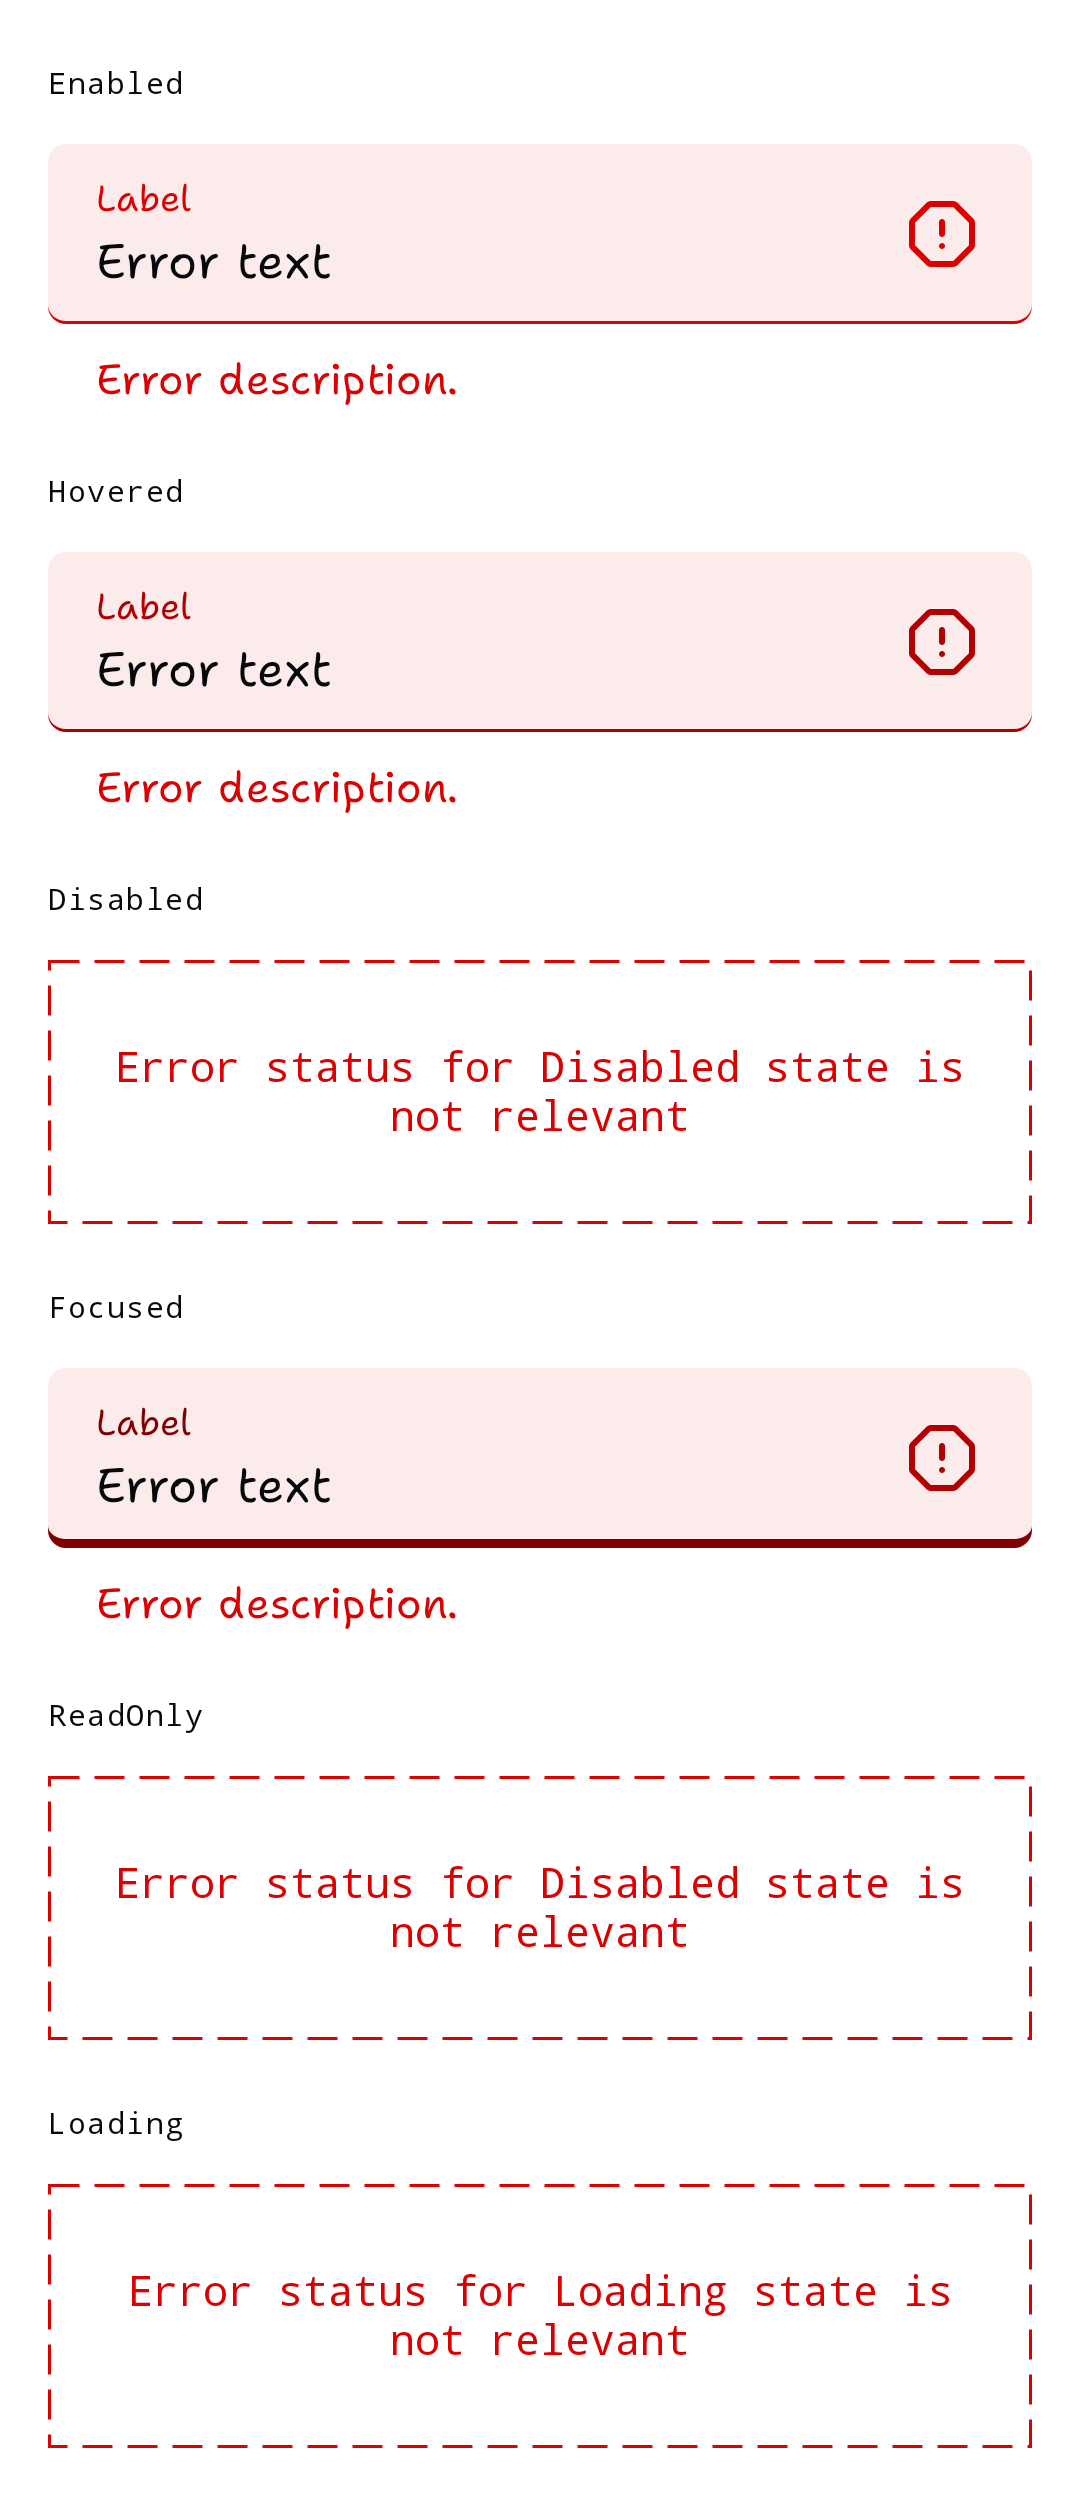 Enabled
Label
Error text
Error description.
Hovered
Label
Error text
Error description.
Disabled
Error status for Disabled state is
not relevant
Focused
Label
Error text
Error description.
ReadOnly
Error status for Disabled state is
not relevant
Loading
Error status for Loading state is
not relevant